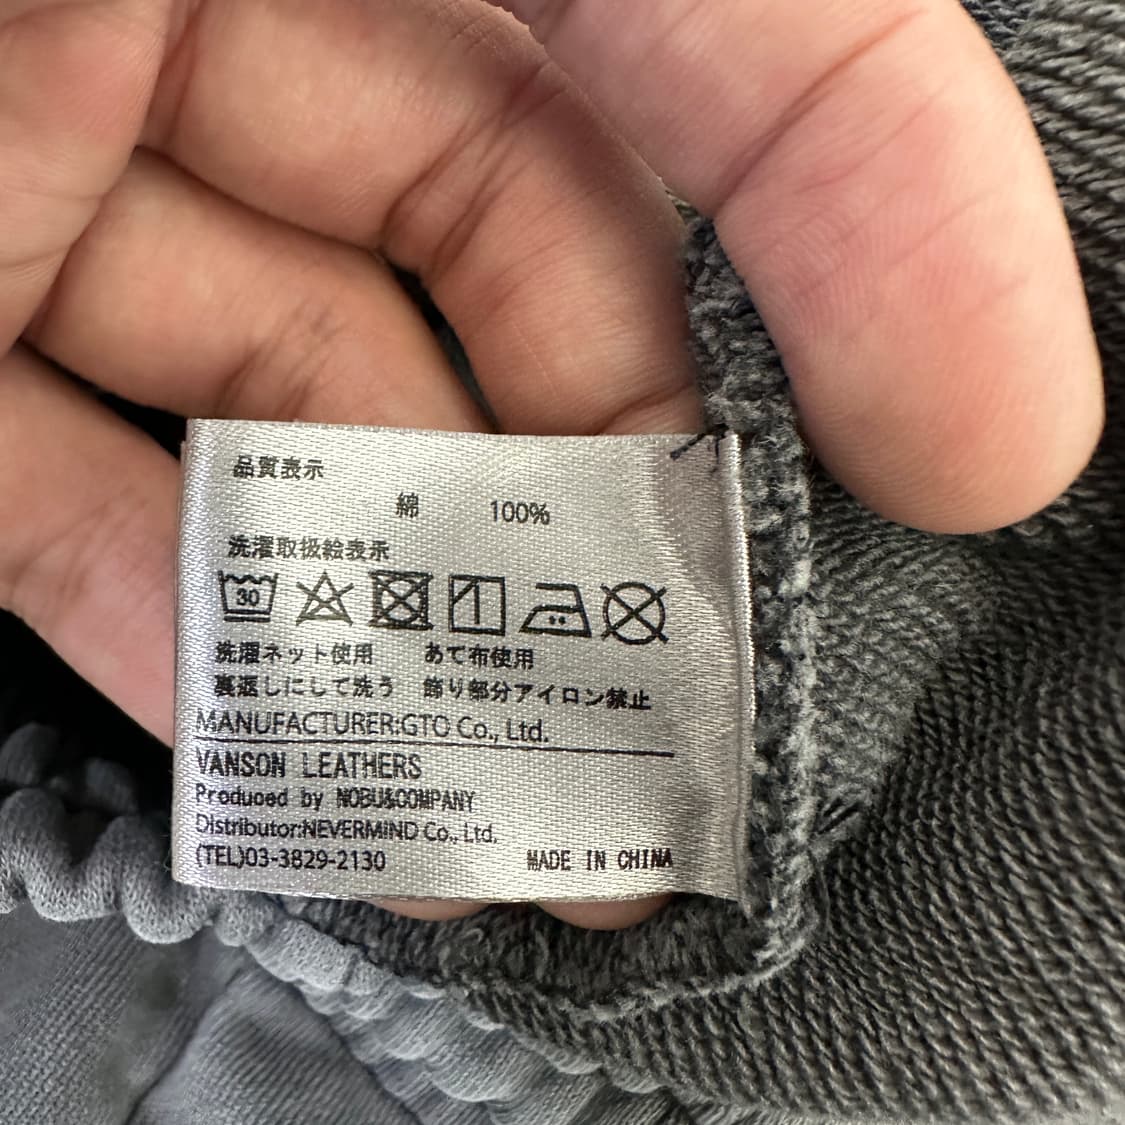 品質表示
綿 100%
洗濯取扱絵表示
30
洗濯ネット使用 あて布使用
裏返しにして洗う 飾り部分アイロン禁止
MANUFACTURER:GTO Co., Ltd.
VANSON LEATHERS
Produced by NOBU&COMPANY
Distributor:NEVERMIND Co., Ltd.
(TEL)03-3829-2130 MADE IN CHINA